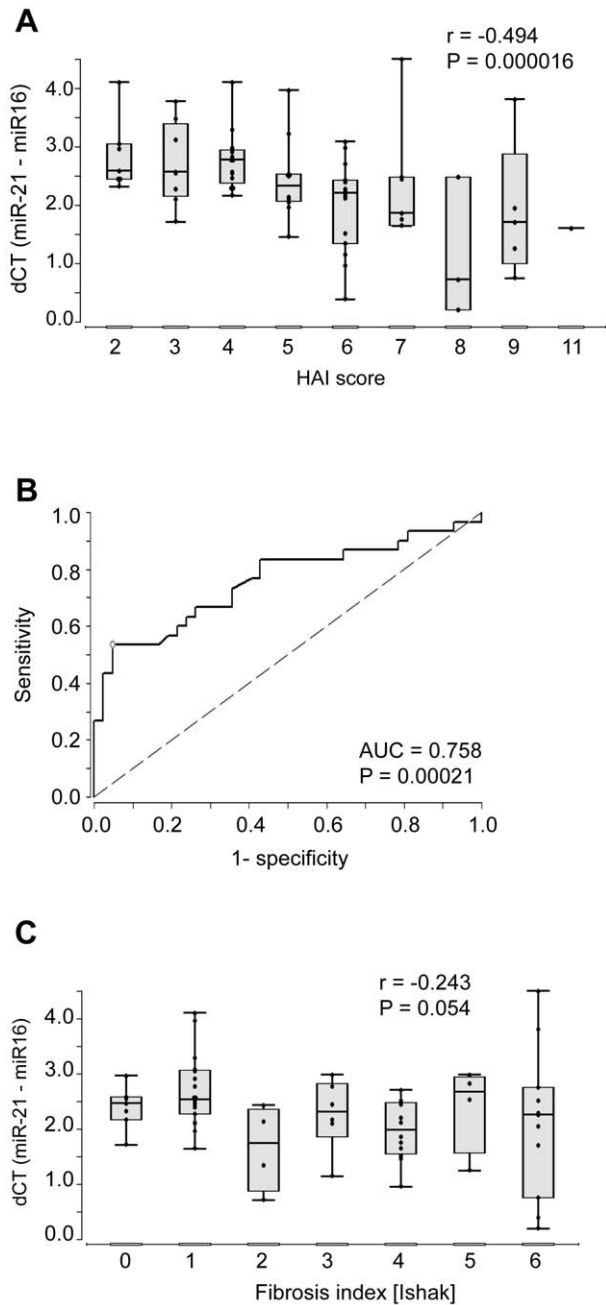 A
r = -0.494
P = 0.000016
dCT (miR-21 - miR16)
4.0
3.0
2.0
1.0
0.0
2 3 4 5 6 7 8 9 11
HAI score
B
Sensitivity
1.0
0.8
0.6
0.4
0.2
0.0
AUC = 0.758
P = 0.00021
0.0 0.2 0.4 0.6 0.8 1.0
1- specificity
C
r = -0.243
P = 0.054
dCT (miR-21 - miR16)
4.0
3.0
2.0
1.0
0.0
0 1 2 3 4 5 6
Fibrosis index [Ishak]